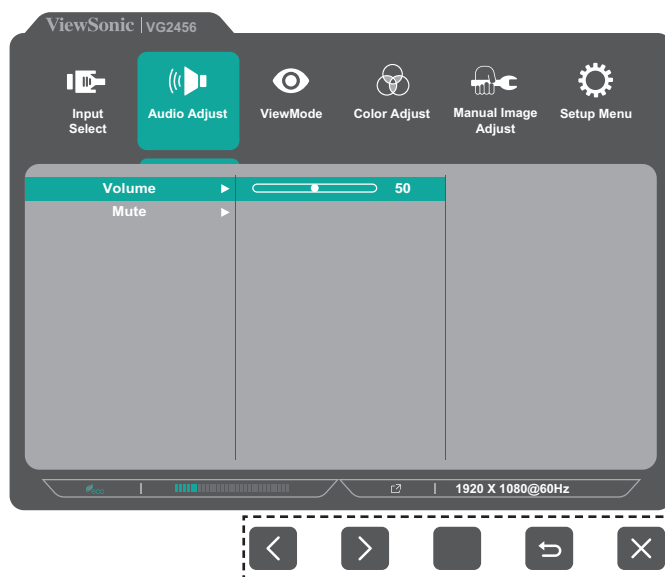 ViewSonic | VG2456
Input
Select
Audio Adjust
ViewMode
Color Adjust
Manual Image
Adjust
Setup Menu
Volume
50
Mute
eco
1920 X 1080@60Hz